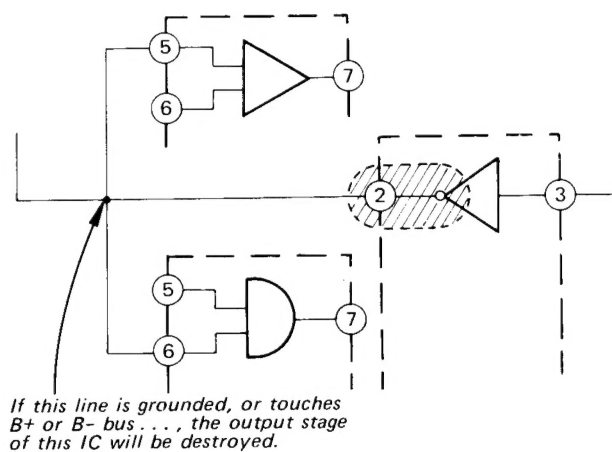 5
7
6
2
3
5
7
6
If this line is grounded, or touches
B+ or B- bus . . . , the output stage
of this IC will be destroyed.